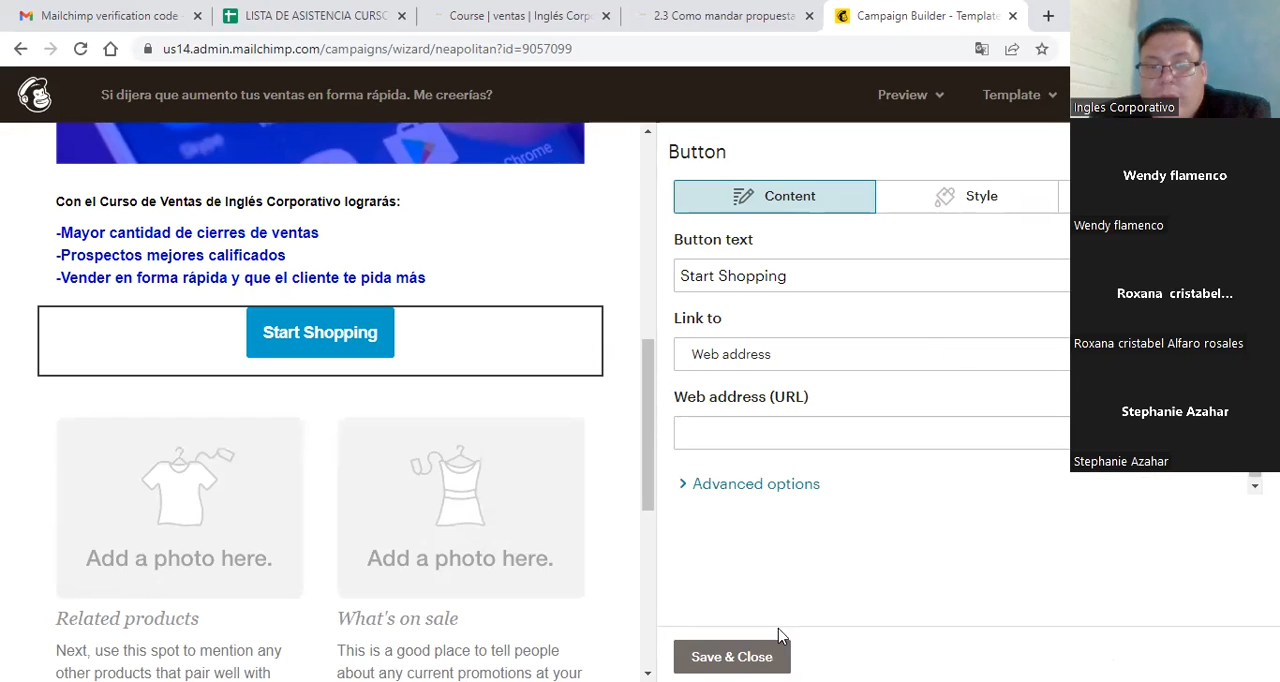 Mailchimp verification code
LISTA DE ASISTENCIA CURSO
Course | ventas | Inglés Corpo
2.3 Como mandar propuesta
Campaign Builder - Template
us14.admin.mailchimp.com/campaigns/wizard/neapolitan?id=9057099
Si dijera que aumento tus ventas en forma rápida. Me creerías?
Preview
Template
Ingles Corporativo
Skype
Chrome
Button
Content
Style
Wendy flamenco
Wendy flamenco
Con el Curso de Ventas de Inglés Corporativo lograrás:
-Mayor cantidad de cierres de ventas
-Prospectos mejores calificados
-Vender en forma rápida y que el cliente te pida más
Button text
Start Shopping
Link to
Web address
Roxana cristabel...
Roxana cristabel Alfaro rosales
Start Shopping
Web address (URL)
Stephanie Azahar
Stephanie Azahar
Advanced options
Add a photo here.
Add a photo here.
Related products
What's on sale
Next, use this spot to mention any
other products that pair well with
This is a good place to tell people
about any current promotions at your
Save & Close